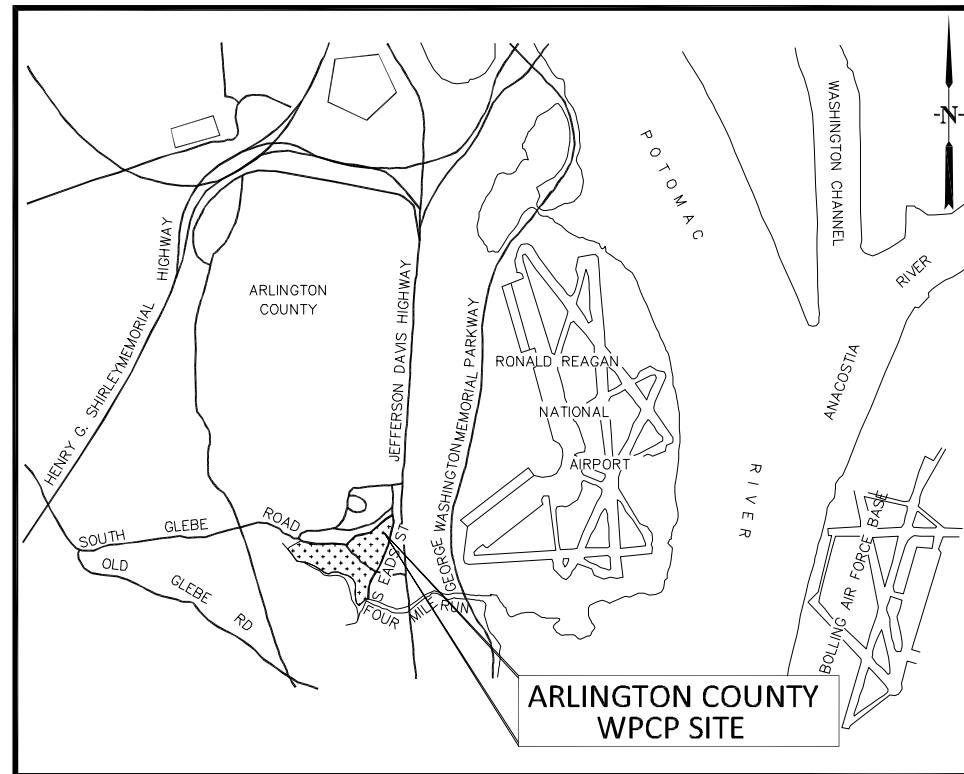 WASHINGTON CHANNEL
-N-
POTOMAC
RIVER
ANACOSTIA
RIVER
HENRY G. SHIRLEYMEMORIAL HIGHWAY
ARLINGTON
COUNTY
JEFFERSON DAVIS HIGHWAY
GEORGE WASHINGTONMEMORIAL PARKWAY
RONALD REAGAN
NATIONAL
AIRPORT
SOUTH GLEBE ROAD
OLD GLEBE RD
S EADS ST
FOUR MILE RUN
BOLLING AIR FORCE BASE
ARLINGTON COUNTY
WPCP SITE